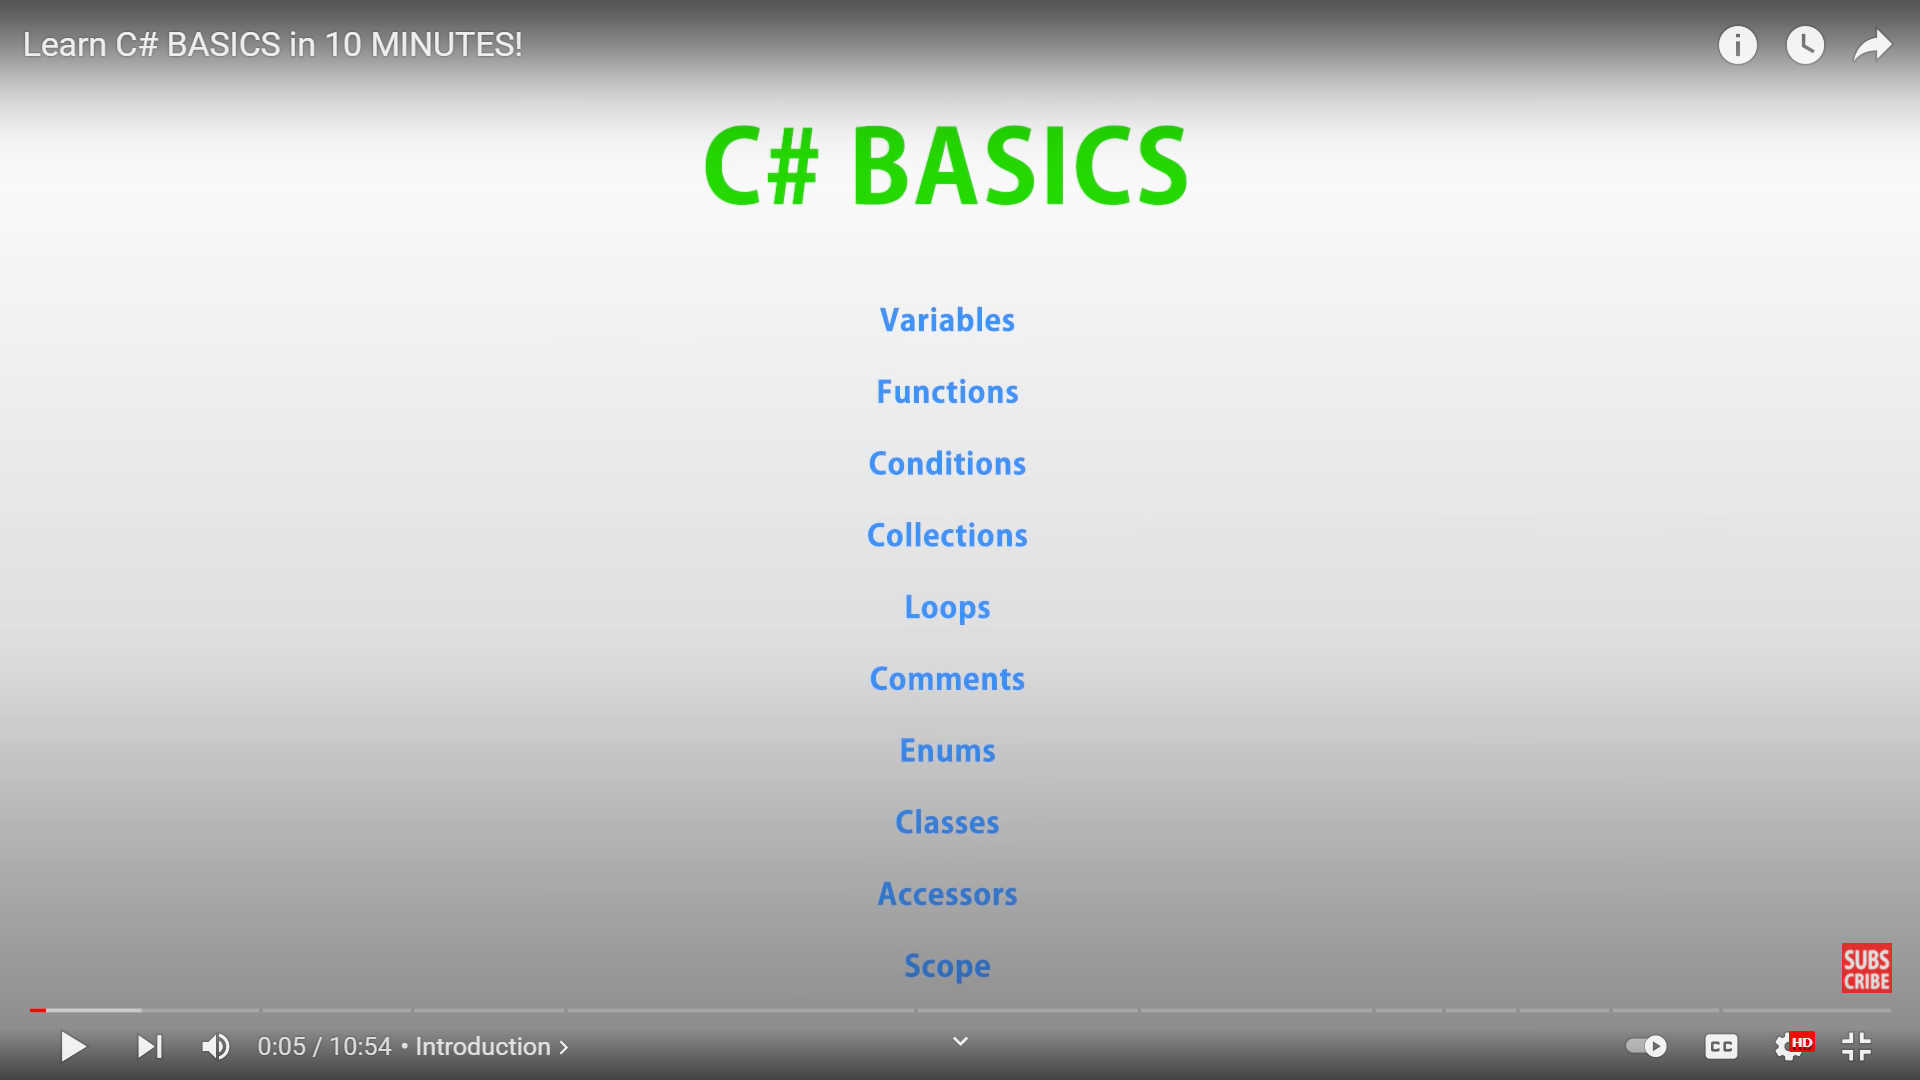 Learn C# BASICS in 10 MINUTES!
C# BASICS
Variables
Functions
Conditions
Collections
Loops
Comments
Enums
Classes
Accessors
Scope
SUBS
CRIBE
0:05 / 10:54 • Introduction
CC
HD